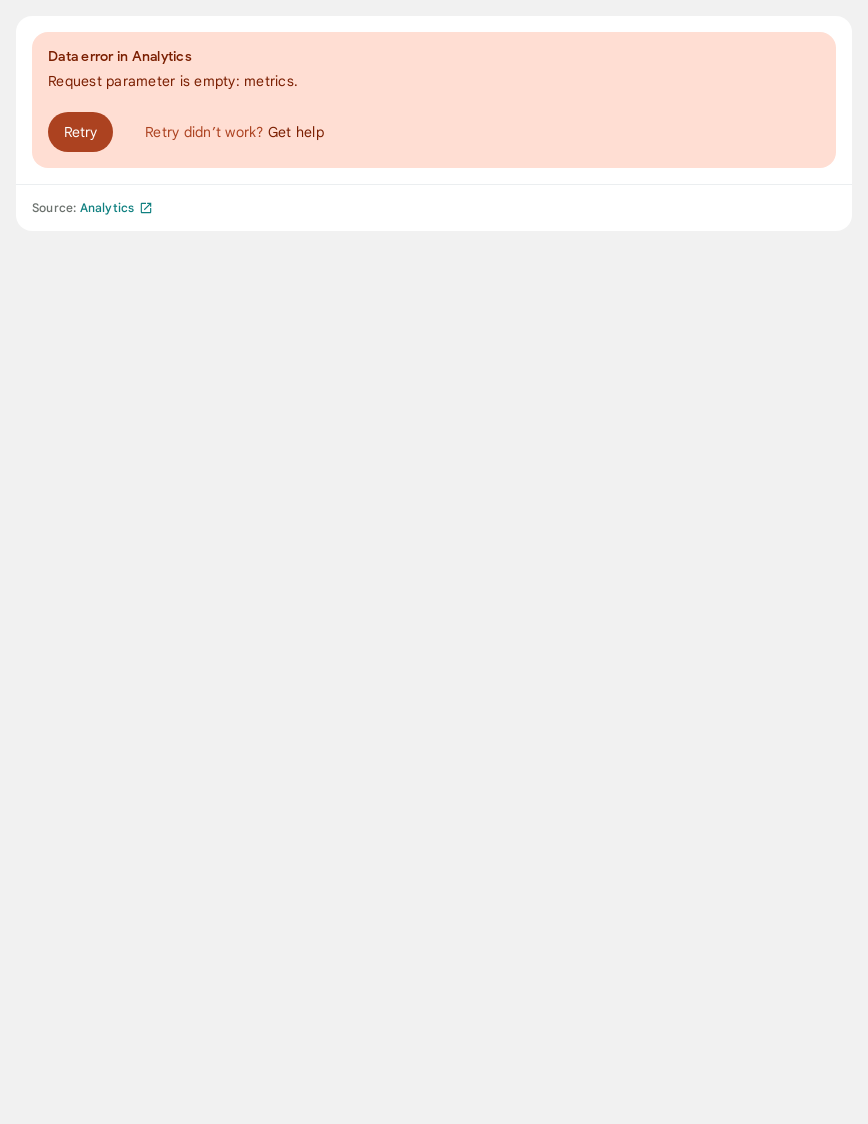 Data error in Analytics
Request parameter is empty: metrics.
Retry
Retry didn’t work? Get help
Source: Analytics